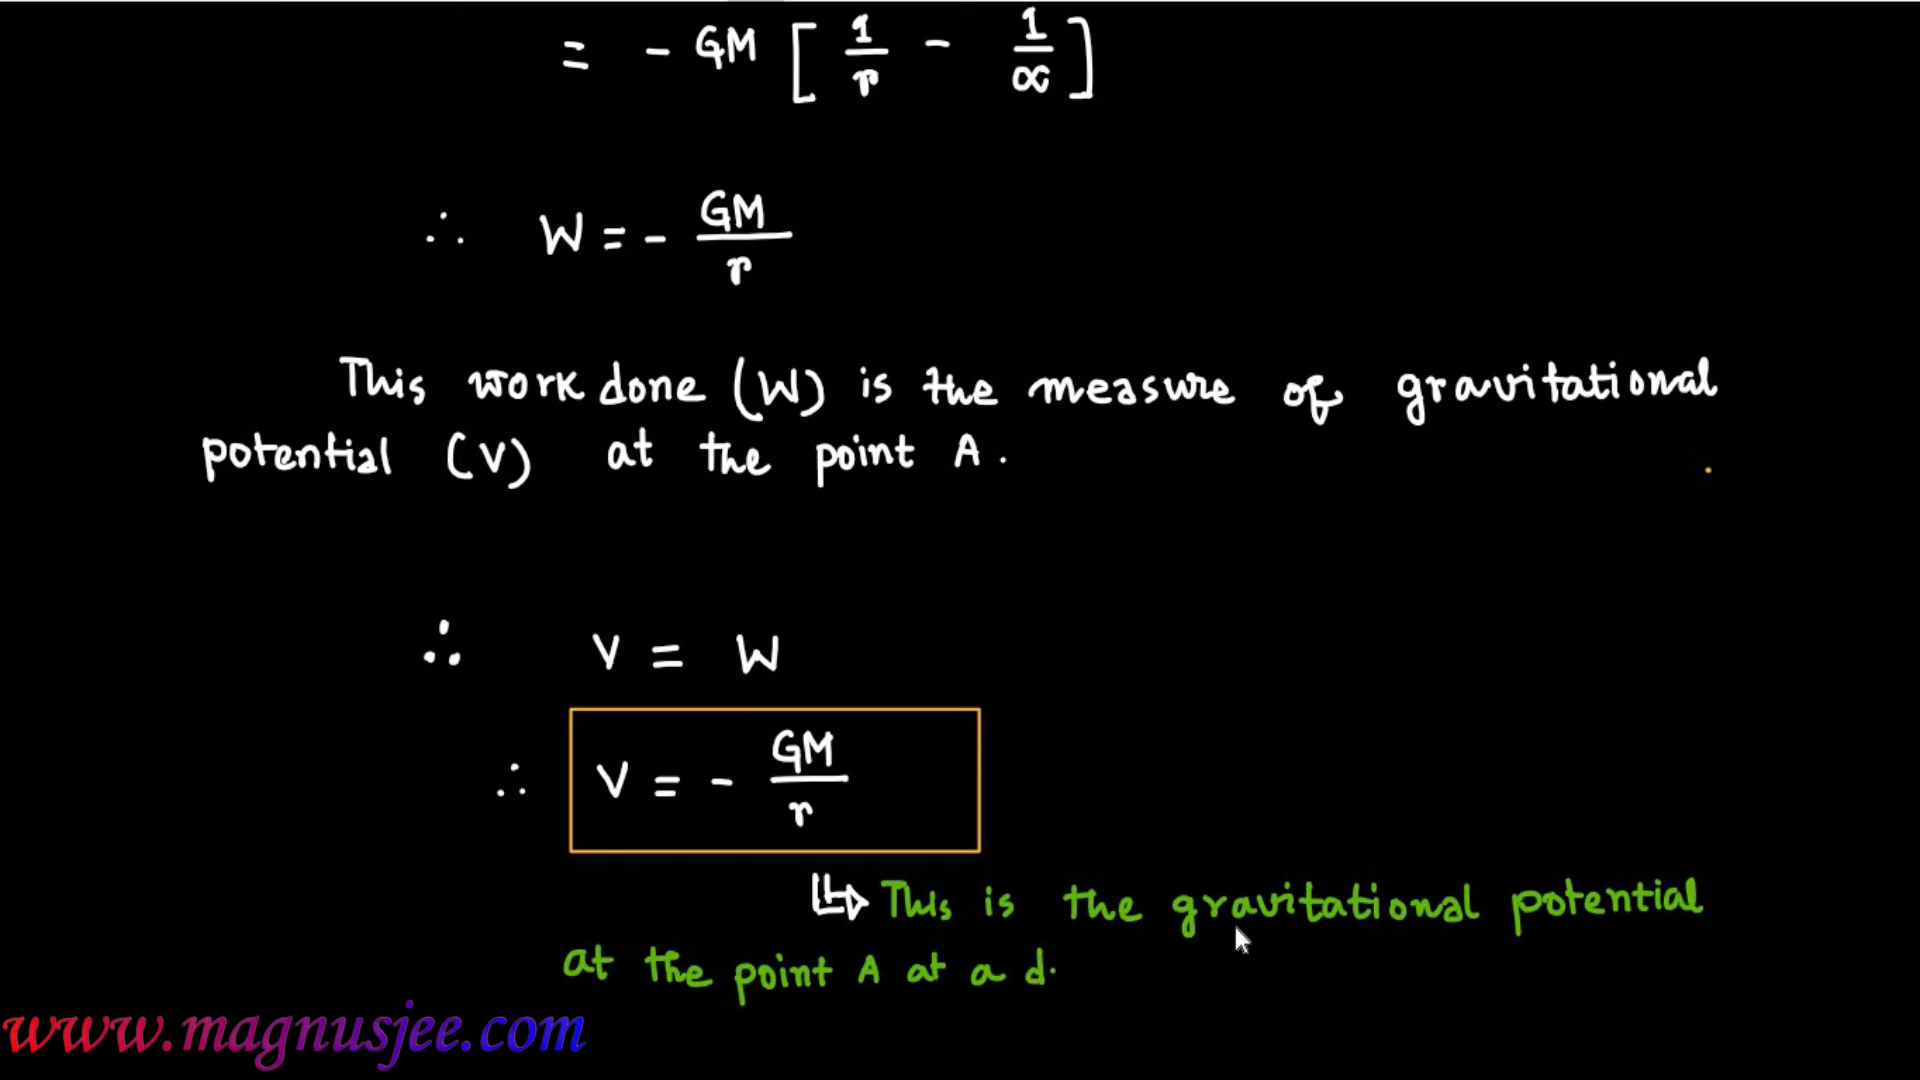 = - GM [ 1/r - 1/∝ ]
∴ W = - GM/r
This work done (W) is the measure of gravitational
potential (V) at the point A.
∴ V = W
∴ V = - GM/r
This is the gravitational potential
at the point A at a d.
www.magnusjee.com